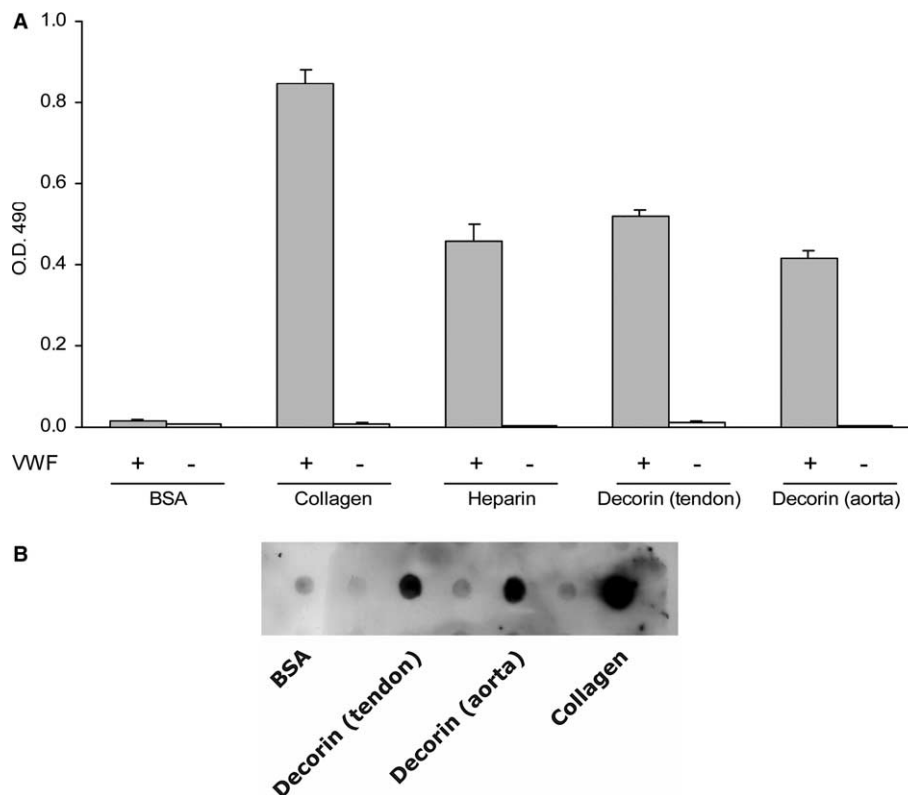 A
1.0
0.8
0.6
0.4
0.2
0.0
O.D. 490
VWF + - + - + - + - + -
BSA Collagen Heparin Decorin (tendon) Decorin (aorta)
B
BSA
Decorin (tendon)
Decorin (aorta)
Collagen